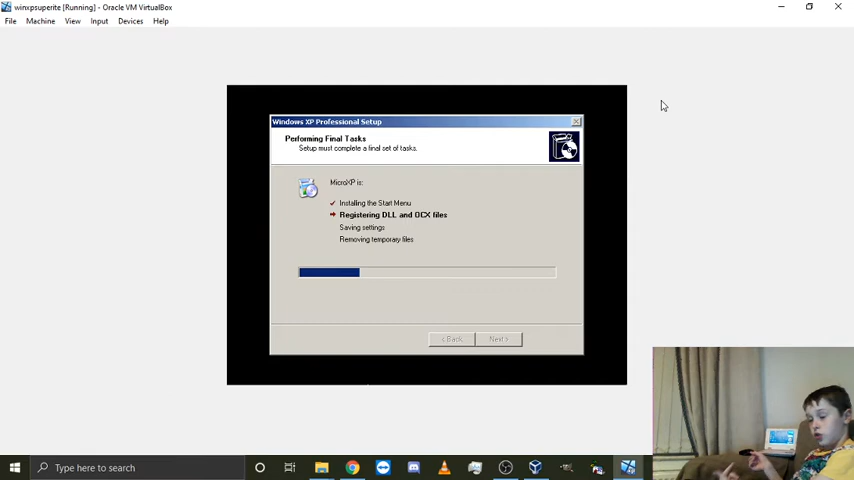 winxpsuperite [Running] - Oracle VM VirtualBox
File Machine View Input Devices Help
Windows XP Professional Setup
Performing Final Tasks
Setup must complete a final set of tasks.
MicroXP is:
Installing the Start Menu
Registering DLL and OCX files
Saving settings
Removing temporary files
< Back Next >
Type here to search